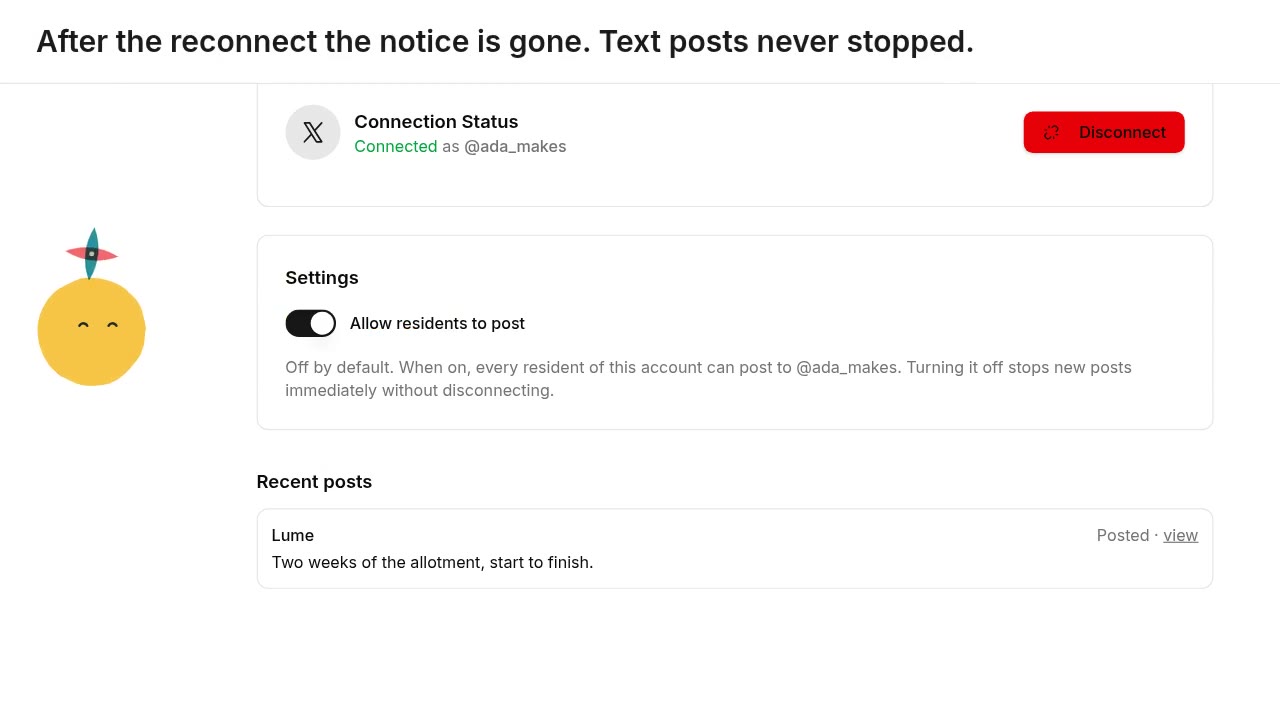 After the reconnect the notice is gone. Text posts never stopped.
Connection Status
Connected as @ada_makes
Disconnect
Settings
Allow residents to post
Off by default. When on, every resident of this account can post to @ada_makes. Turning it off stops new posts
immediately without disconnecting.
Recent posts
Lume
Posted · view
Two weeks of the allotment, start to finish.